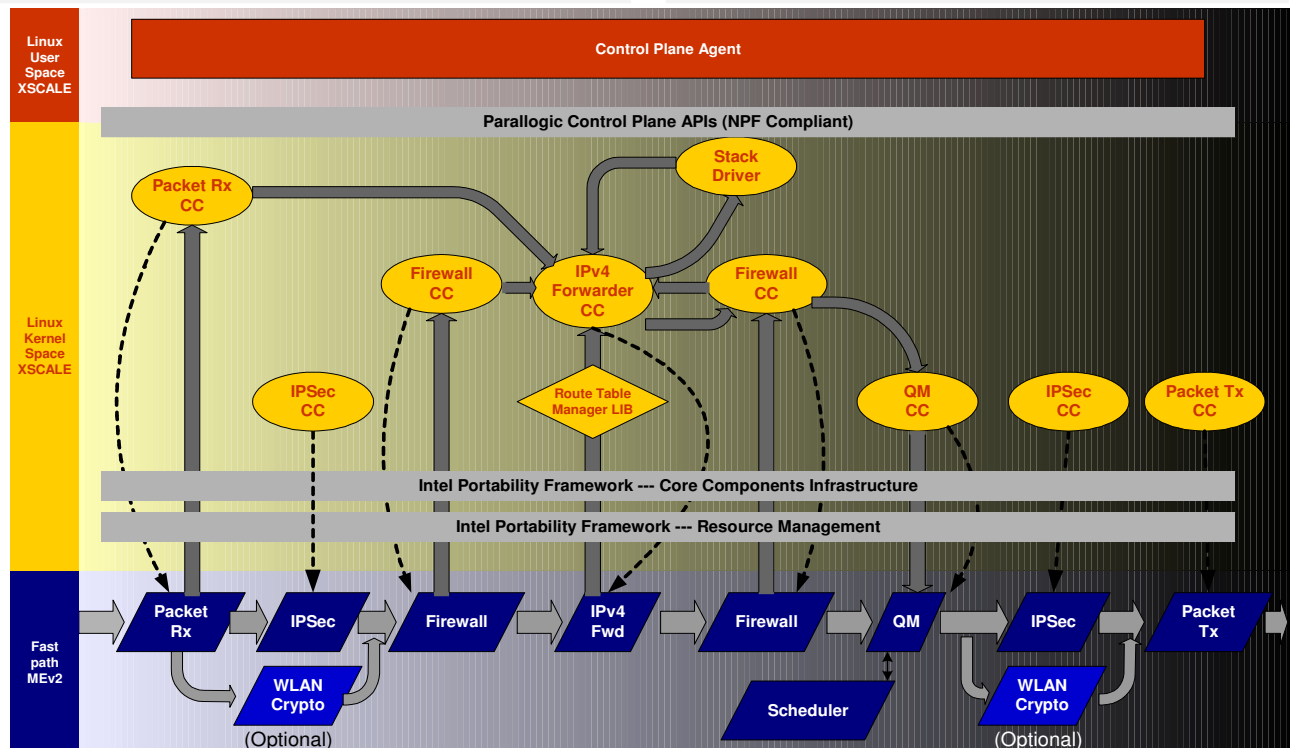 Linux
User
Space
XSCALE
Control Plane Agent
Parallogic Control Plane APIs (NPF Compliant)
Linux
Kernel
Space
XSCALE
Packet Rx
CC
Stack
Driver
Firewall
CC
IPv4
Forwarder
CC
Firewall
CC
IPSec
CC
Route Table
Manager LIB
QM
CC
IPSec
CC
Packet Tx
CC
Intel Portability Framework --- Core Components Infrastructure
Intel Portability Framework --- Resource Management
Fast
path
MEv2
Packet
Rx
IPSec
Firewall
IPv4
Fwd
Firewall
QM
IPSec
Packet
Tx
WLAN
Crypto
(Optional)
Scheduler
WLAN
Crypto
(Optional)